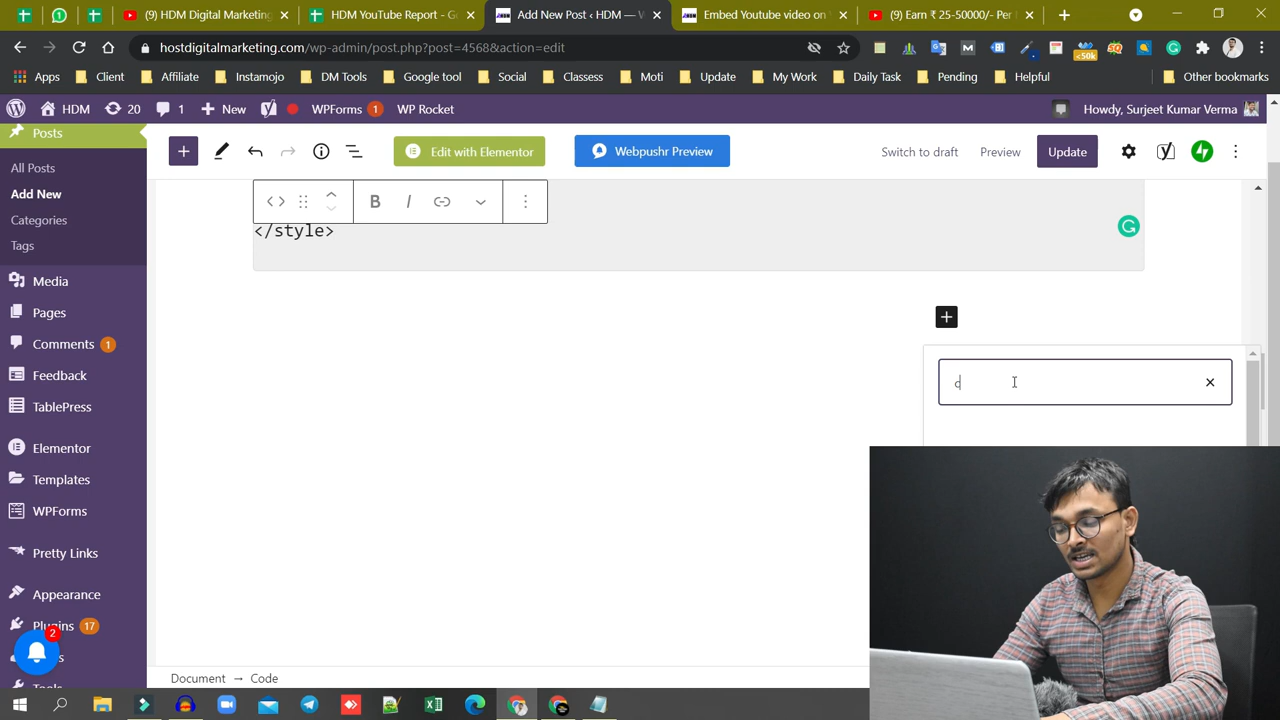 (9) HDM Digital Marketing
HDM YouTube Report - G
Add New Post ‹ HDM — W
Embed Youtube video on
(9) Earn ₹ 25-50000/- Per
hostdigitalmarketing.com/wp-admin/post.php?post=4568&action=edit
<50k
Apps
Client
Affiliate
Instamojo
DM Tools
Google tool
Social
Classess
Moti
Update
My Work
Daily Task
Pending
Helpful
Other bookmarks
HDM
20
1
New
WPForms 1
WP Rocket
Howdy, Surjeet Kumar Verma
Posts
All Posts
Add New
Categories
Tags
Media
Pages
Comments 1
Feedback
TablePress
Elementor
Templates
WPForms
Pretty Links
Appearance
Plugins 17
2
Edit with Elementor
Webpushr Preview
Switch to draft
Preview
Update
B I
</style>
c
Document → Code